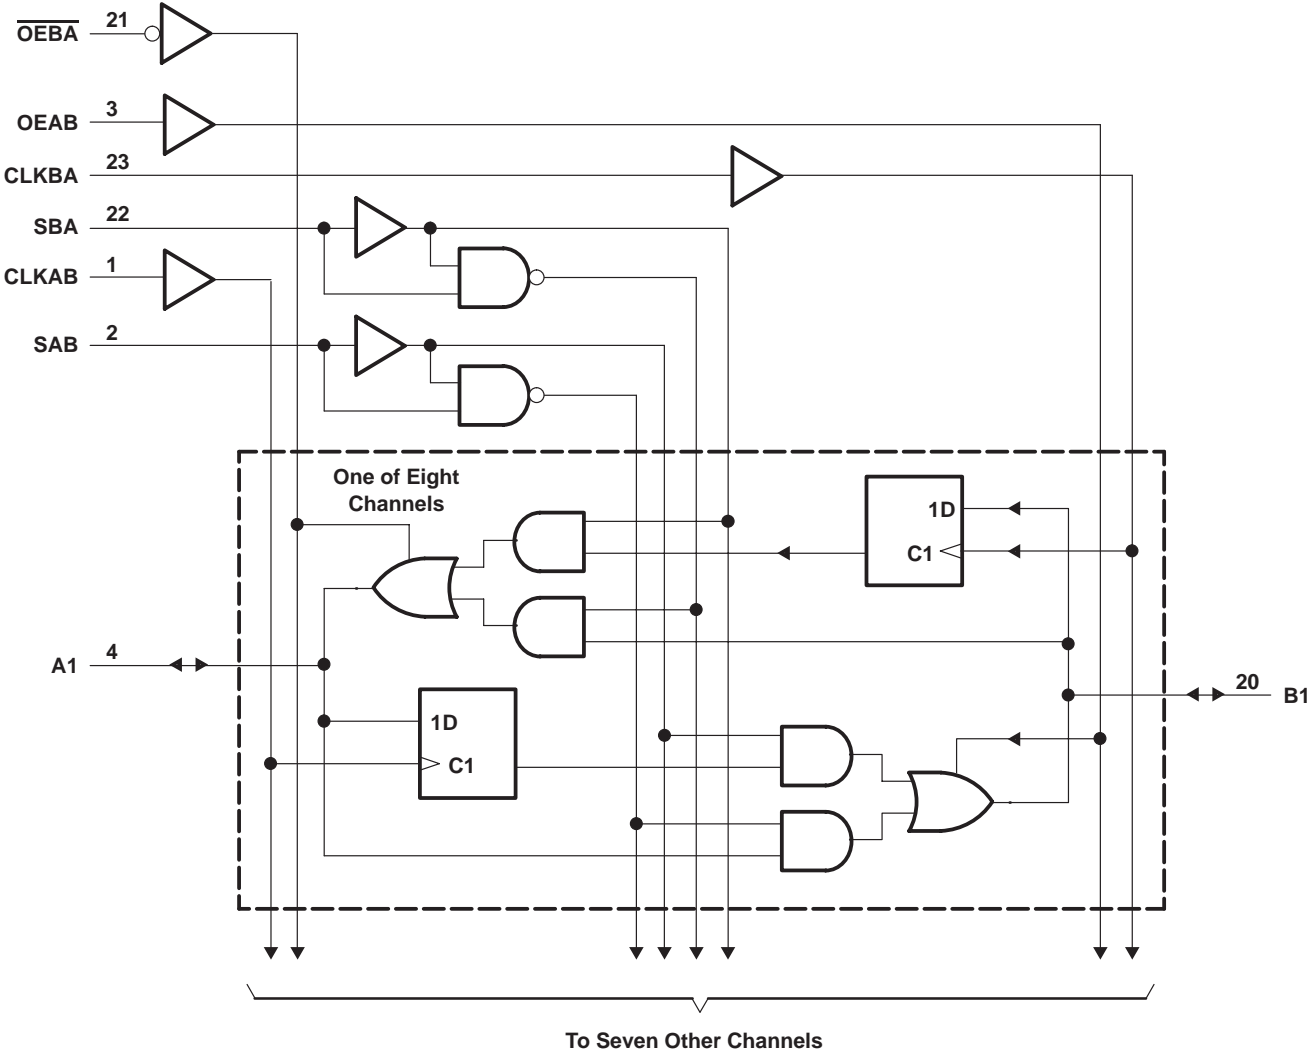 OEBA 21
OEAB 3
CLKBA 23
SBA 22
CLKAB 1
SAB 2
One of Eight
Channels
1D
C1
A1 4
20 B1
1D
C1
To Seven Other Channels